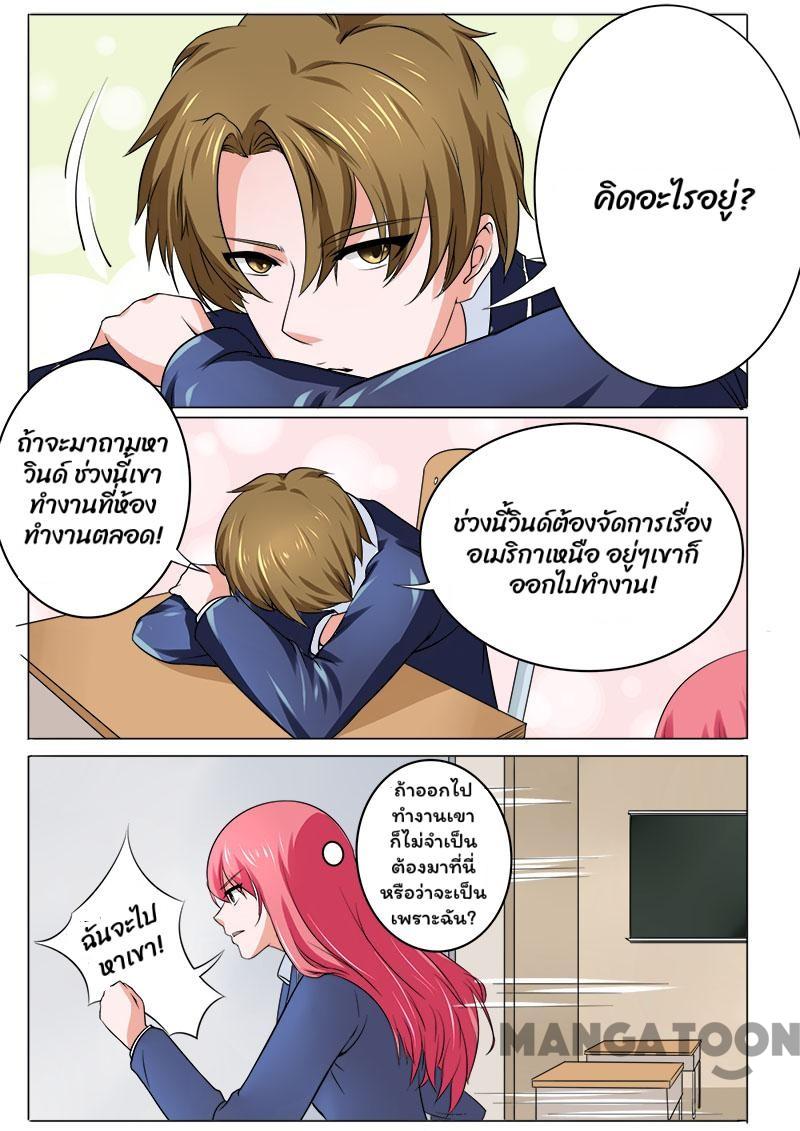 คิดอะไรอยู่?
ถ้าจะมาถามหา
วินด์ ช่วงนี้เขา
ทำงานที่ห้อง
ทำงานตลอด!
ช่วงนี้วินด์ต้องจัดการเรื่อง
อเมริกาเหนือ อยู่ๆเขาก็
ออกไปทำงาน!
ถ้าออกไป
ทำงานเขา
ก็ไม่จำเป็น
ต้องมาที่นี่
หรือว่าจะเป็น
เพราะฉัน?
ฉันจะไป
หาเขา!
MANGATOON